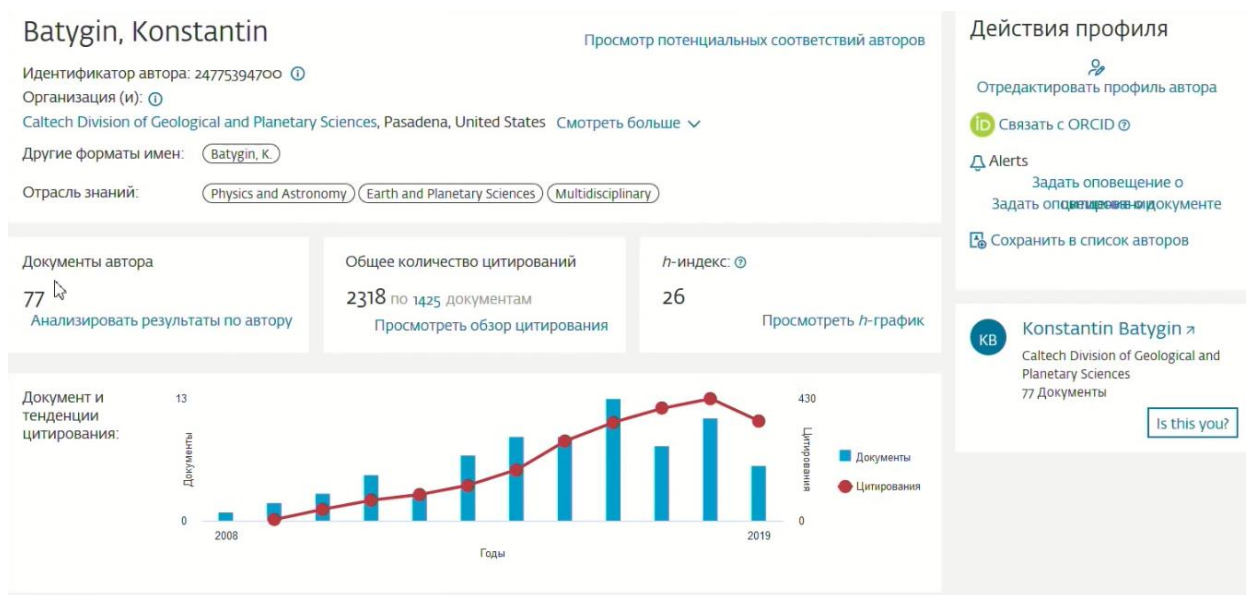 Batygin, Konstantin
Просмотр потенциальных соответствий авторов
Идентификатор автора: 24775394700
Организация (и):
Caltech Division of Geological and Planetary Sciences, Pasadena, United States Смотреть больше
Другие форматы имен: Batygin, K.
Отрасль знаний: Physics and Astronomy Earth and Planetary Sciences Multidisciplinary
Документы автора
77
Анализировать результаты по автору
Общее количество цитирований
2318 по 1425 документам
Просмотреть обзор цитирования
h-индекс:
26
Просмотреть h-график
Документ и
тенденции
цитирования:
13
0
Документы
2008
2019
Годы
430
0
Цитирования
Документы
Цитирования
Действия профиля
Отредактировать профиль автора
iD Связать с ORCID
Alerts
Задать оповещение о
Задать документе
Сохранить в список авторов
KB
Konstantin Batygin
Caltech Division of Geological and
Planetary Sciences
77 Документы
Is this you?